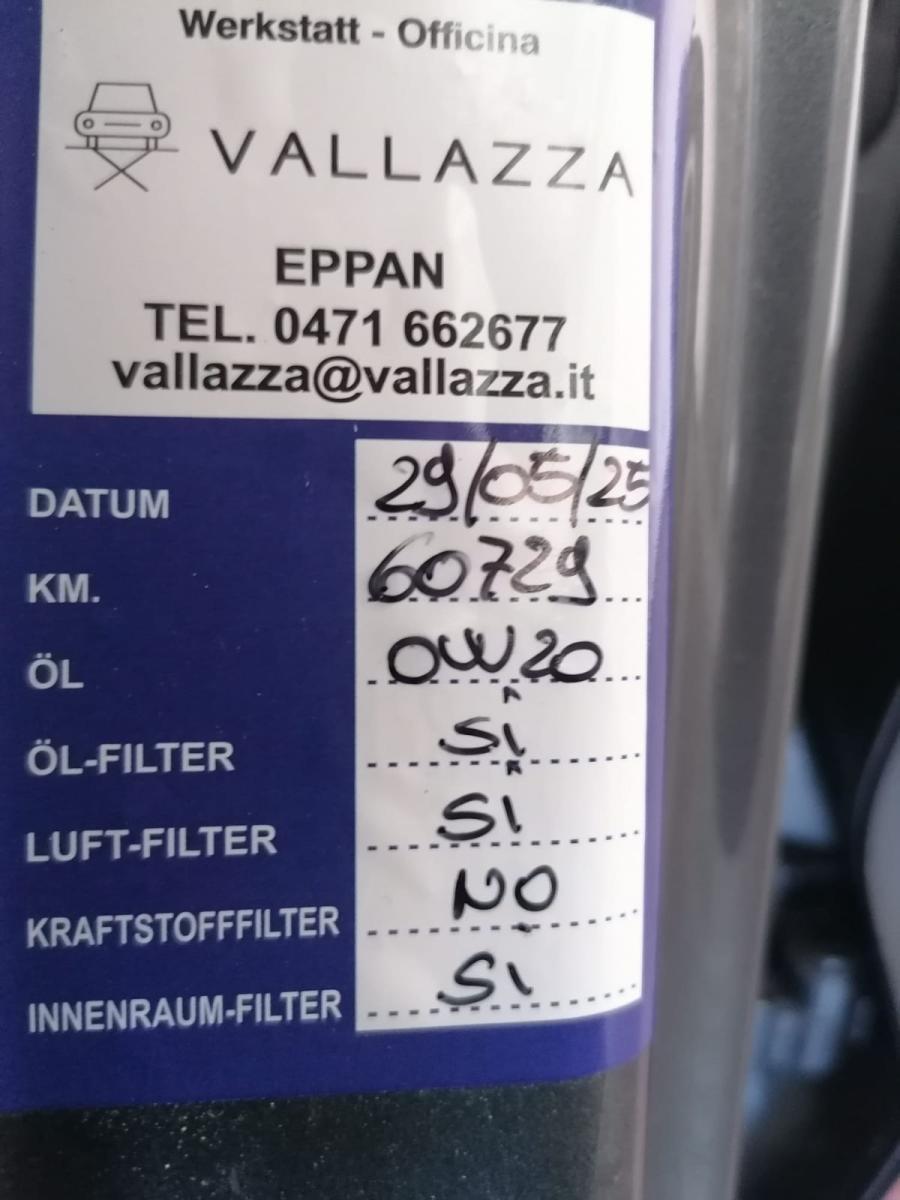 Werkstatt - Officina
VALLAZZA
EPPAN
TEL. 0471 662677
vallazza@vallazza.it
DATUM 29/05/25
KM. 60729
ÖL 0W20
ÖL-FILTER SI
LUFT-FILTER SI
KRAFTSTOFFFILTER NO
INNENRAUM-FILTER SI